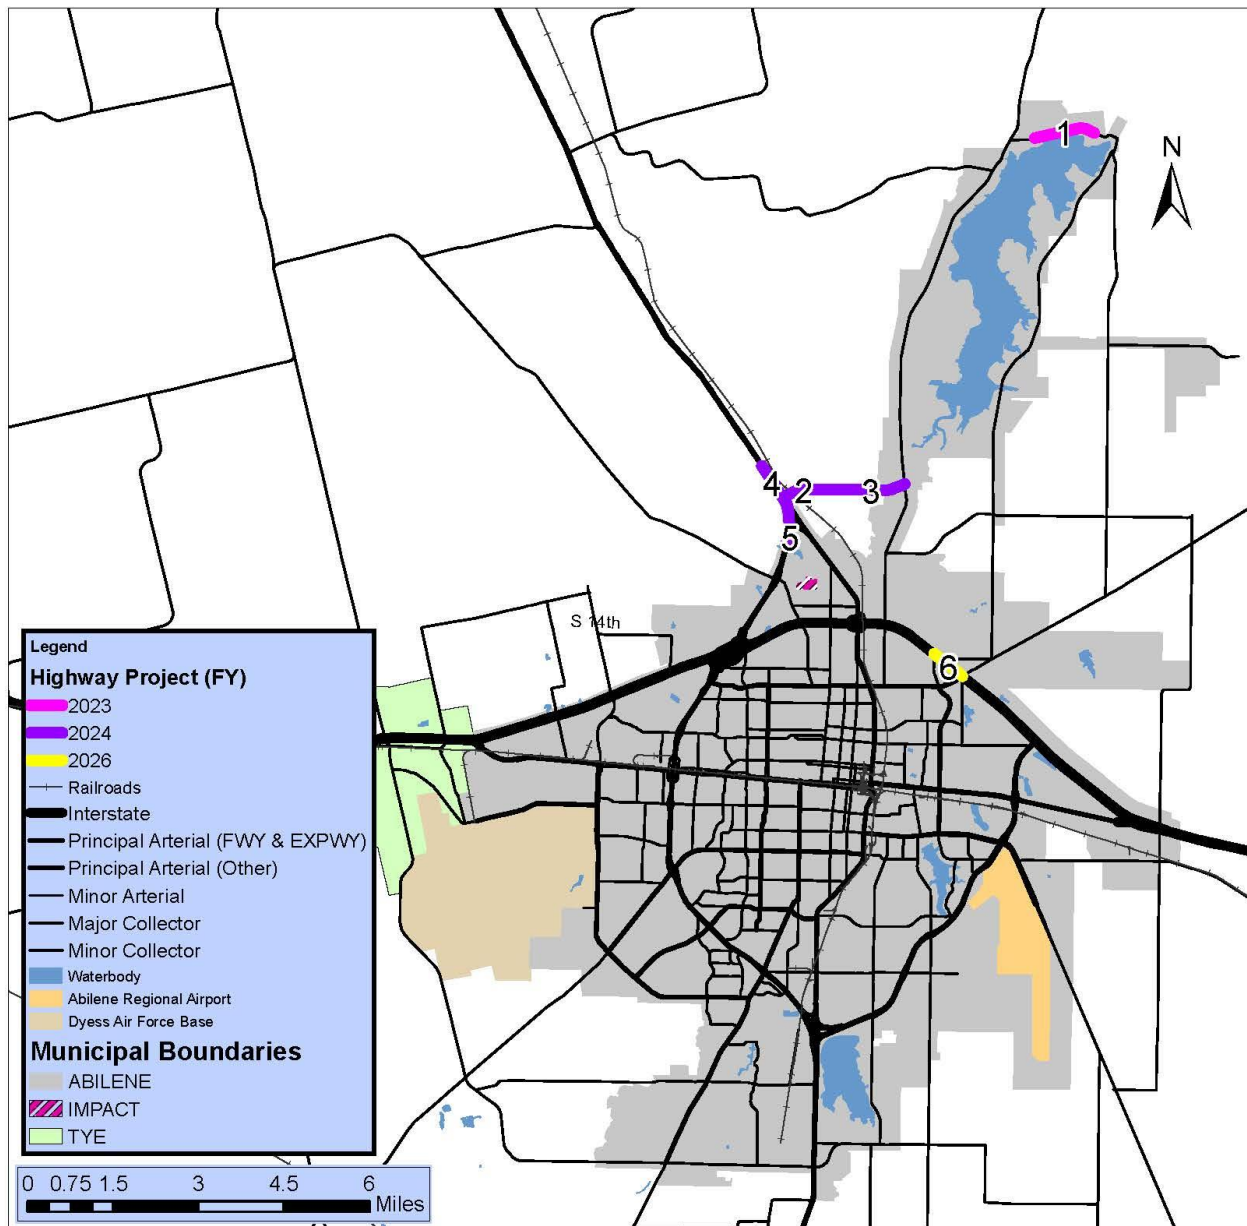 1
N
4 2 3
5
S 14th
6
Legend
Highway Project (FY)
2023
2024
2026
Railroads
Interstate
Principal Arterial (FWY & EXPWY)
Principal Arterial (Other)
Minor Arterial
Major Collector
Minor Collector
Waterbody
Abilene Regional Airport
Dyess Air Force Base
Municipal Boundaries
ABILENE
IMPACT
TYE
0 0.75 1.5 3 4.5 6
Miles